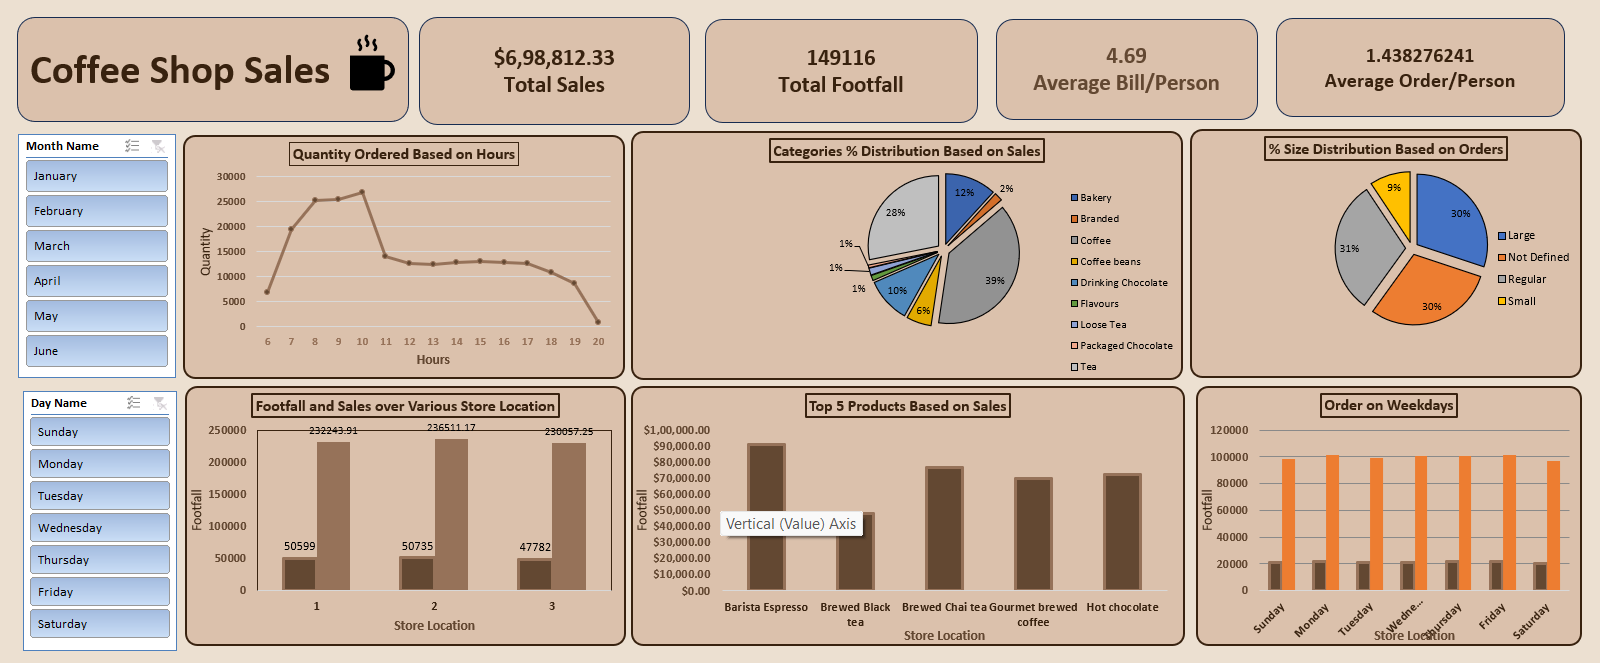 Coffee Shop Sales
$6,98,812.33
Total Sales
149116
Total Footfall
4.69
Average Bill/Person
1.438276241
Average Order/Person
Month Name
January
February
March
April
May
June
Quantity Ordered Based on Hours
30000
25000
20000
15000
10000
5000
0
Quantity
6 7 8 9 10 11 12 13 14 15 16 17 18 19 20
Hours
Categories % Distribution Based on Sales
12%
2%
39%
6%
10%
1%
1%
1%
28%
Bakery
Branded
Coffee
Coffee beans
Drinking Chocolate
Flavours
Loose Tea
Packaged Chocolate
Tea
% Size Distribution Based on Orders
30%
30%
31%
9%
Large
Not Defined
Regular
Small
Day Name
Sunday
Monday
Tuesday
Wednesday
Thursday
Friday
Saturday
Footfall and Sales over Various Store Location
250000
200000
150000
100000
50000
0
Footfall
232243.91
236511.17
230057.25
50599
50735
47782
1 2 3
Store Location
Top 5 Products Based on Sales
$1,00,000.00
$90,000.00
$80,000.00
$70,000.00
$60,000.00
$50,000.00
$40,000.00
$30,000.00
$20,000.00
$10,000.00
$0.00
Footfall
Vertical (Value) Axis
Barista Espresso
Brewed Black
tea
Brewed Chai tea
Gourmet brewed
coffee
Hot chocolate
Store Location
Order on Weekdays
120000
100000
80000
60000
40000
20000
0
Footfall
Sunday
Monday
Tuesday
Wedne...
Thursday
Friday
Saturday
Store Location